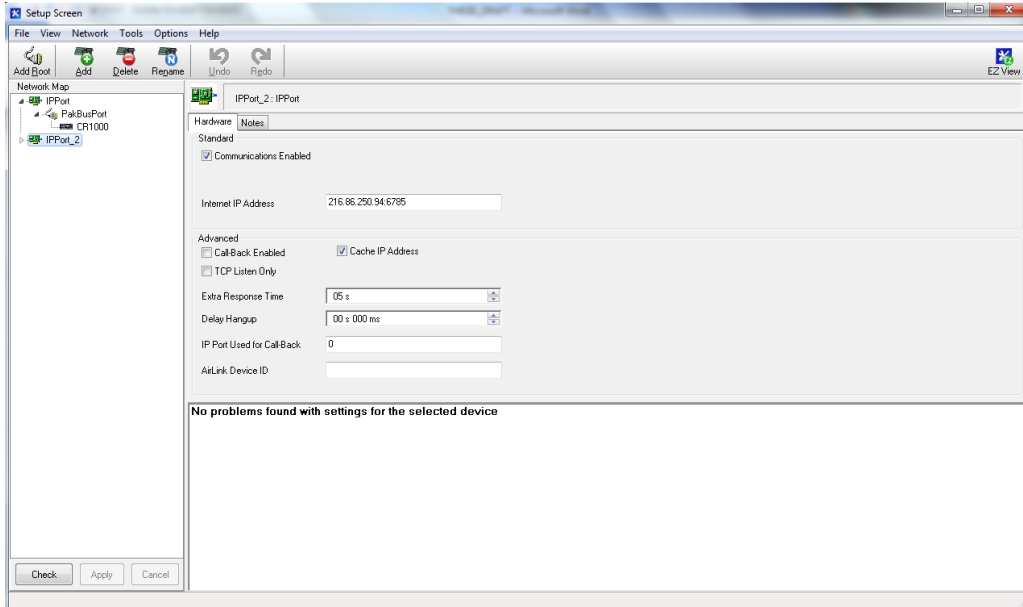 Setup Screen
File View Network Tools Options Help
Add Root Add Delete Rename Undo Redo EZ View
Network Map
IPPort
PakBusPort
CR1000
IPPort_2
IPPort_2 : IPPort
Hardware Notes
Standard
Communications Enabled
Internet IP Address 216.86.250.94:6785
Advanced
Call-Back Enabled Cache IP Address
TCP Listen Only
Extra Response Time 05 s
Delay Hangup 00 s 000 ms
IP Port Used for Call-Back 0
AirLink Device ID
No problems found with settings for the selected device
Check Apply Cancel